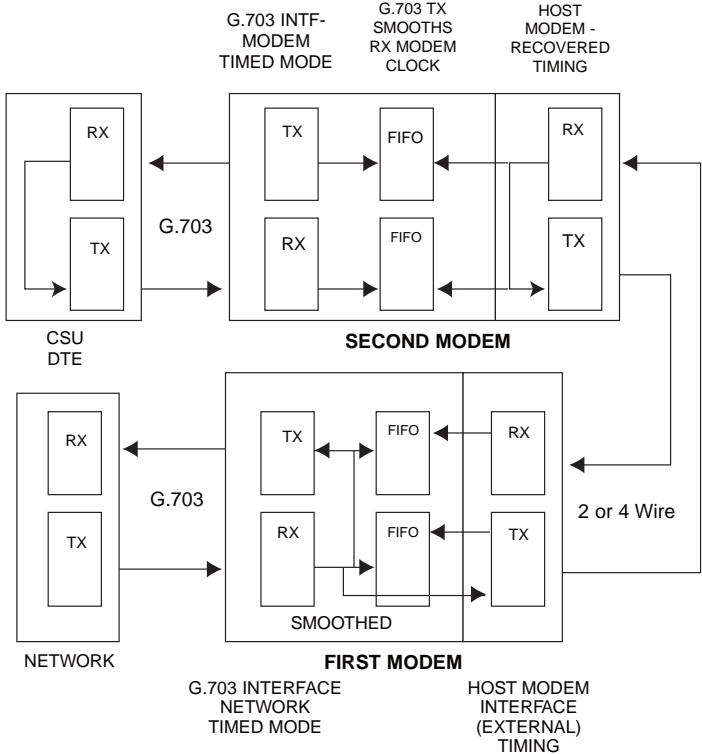 G.703 INTF-
MODEM
TIMED MODE
G.703 TX
SMOOTHS
RX MODEM
CLOCK
HOST
MODEM -
RECOVERED
TIMING
RX
TX
G.703
TX
RX
FIFO
FIFO
RX
TX
CSU
DTE
SECOND MODEM
RX
TX
G.703
TX
RX
FIFO
FIFO
RX
TX
2 or 4 Wire
SMOOTHED
NETWORK
FIRST MODEM
G.703 INTERFACE
NETWORK
TIMED MODE
HOST MODEM
INTERFACE
(EXTERNAL)
TIMING